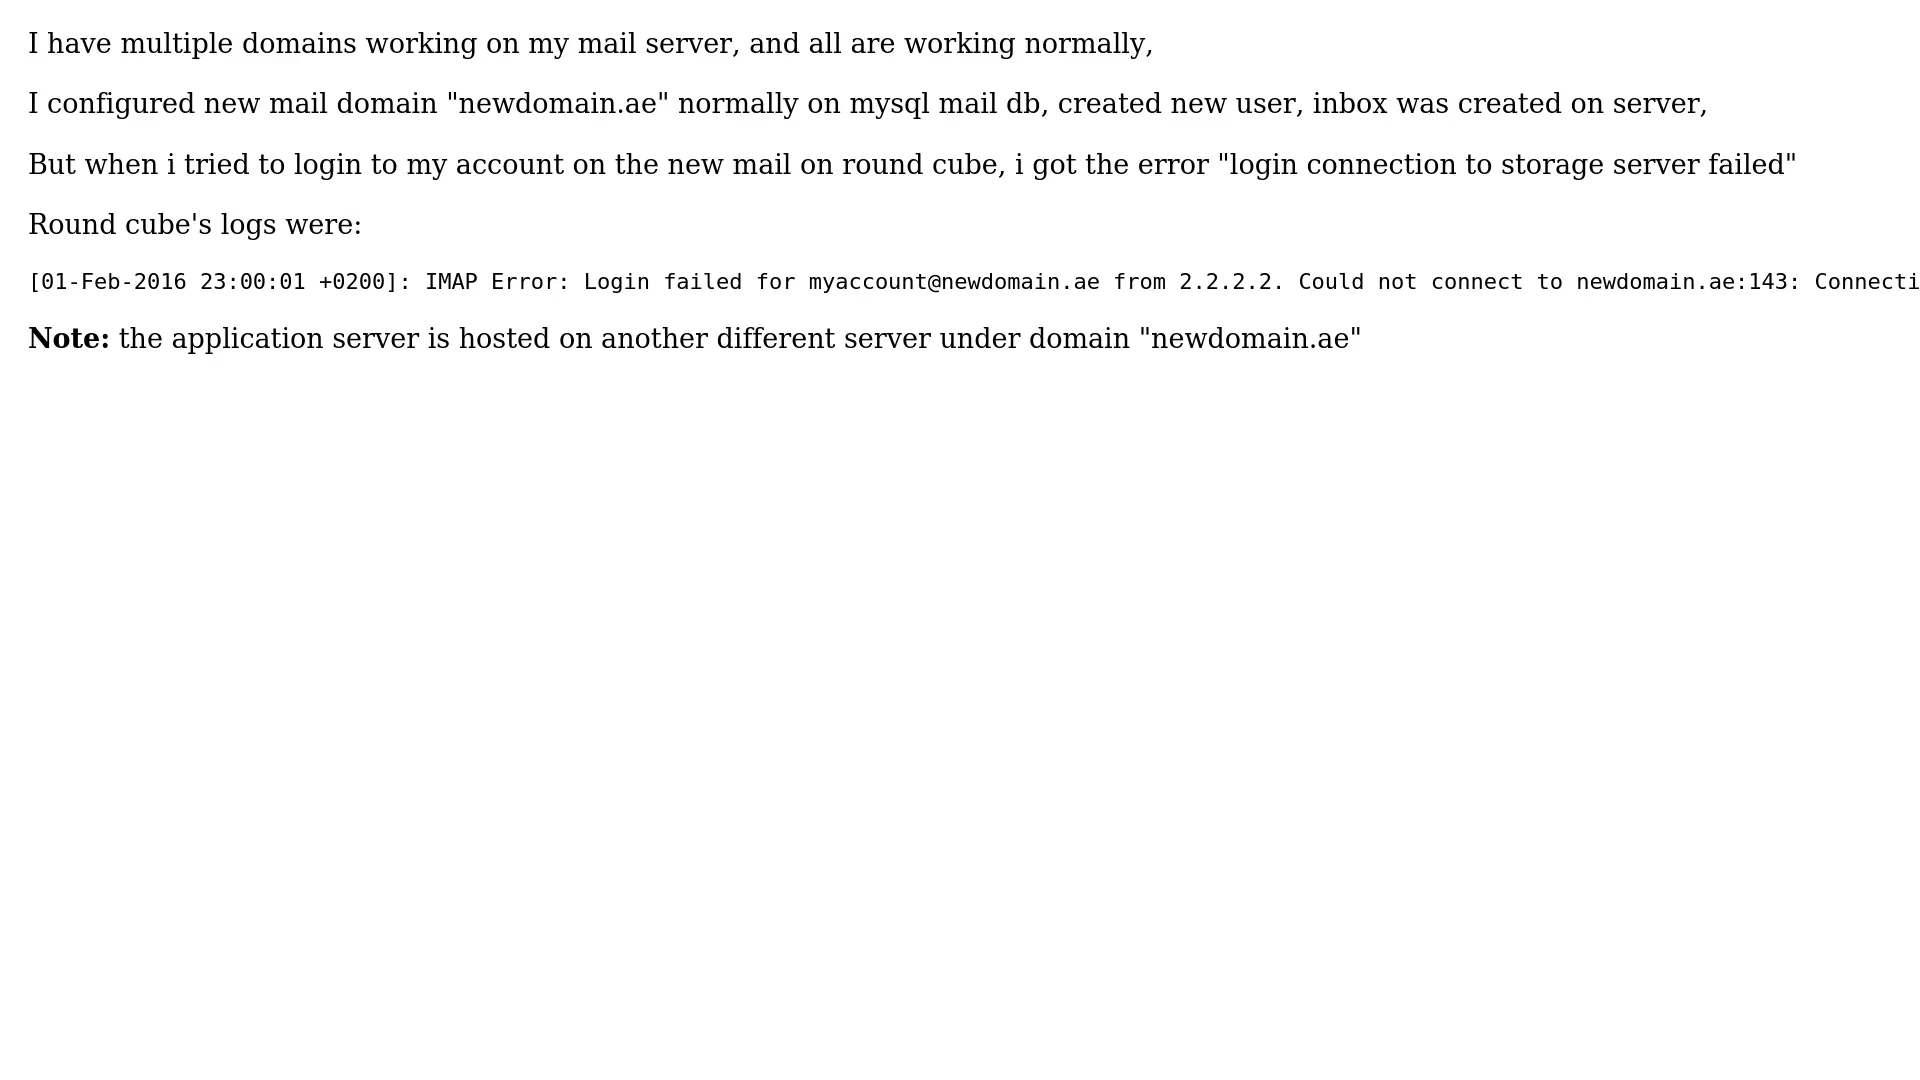 I have multiple domains working on my mail server, and all are working normally,
I configured new mail domain "newdomain.ae" normally on mysql mail db, created new user, inbox was created on server,
But when i tried to login to my account on the new mail on round cube, i got the error "login connection to storage server failed"
Round cube's logs were:
[01-Feb-2016 23:00:01 +0200]: IMAP Error: Login failed for myaccount@newdomain.ae from 2.2.2.2. Could not connect to newdomain.ae:143: Connecti
Note: the application server is hosted on another different server under domain "newdomain.ae"